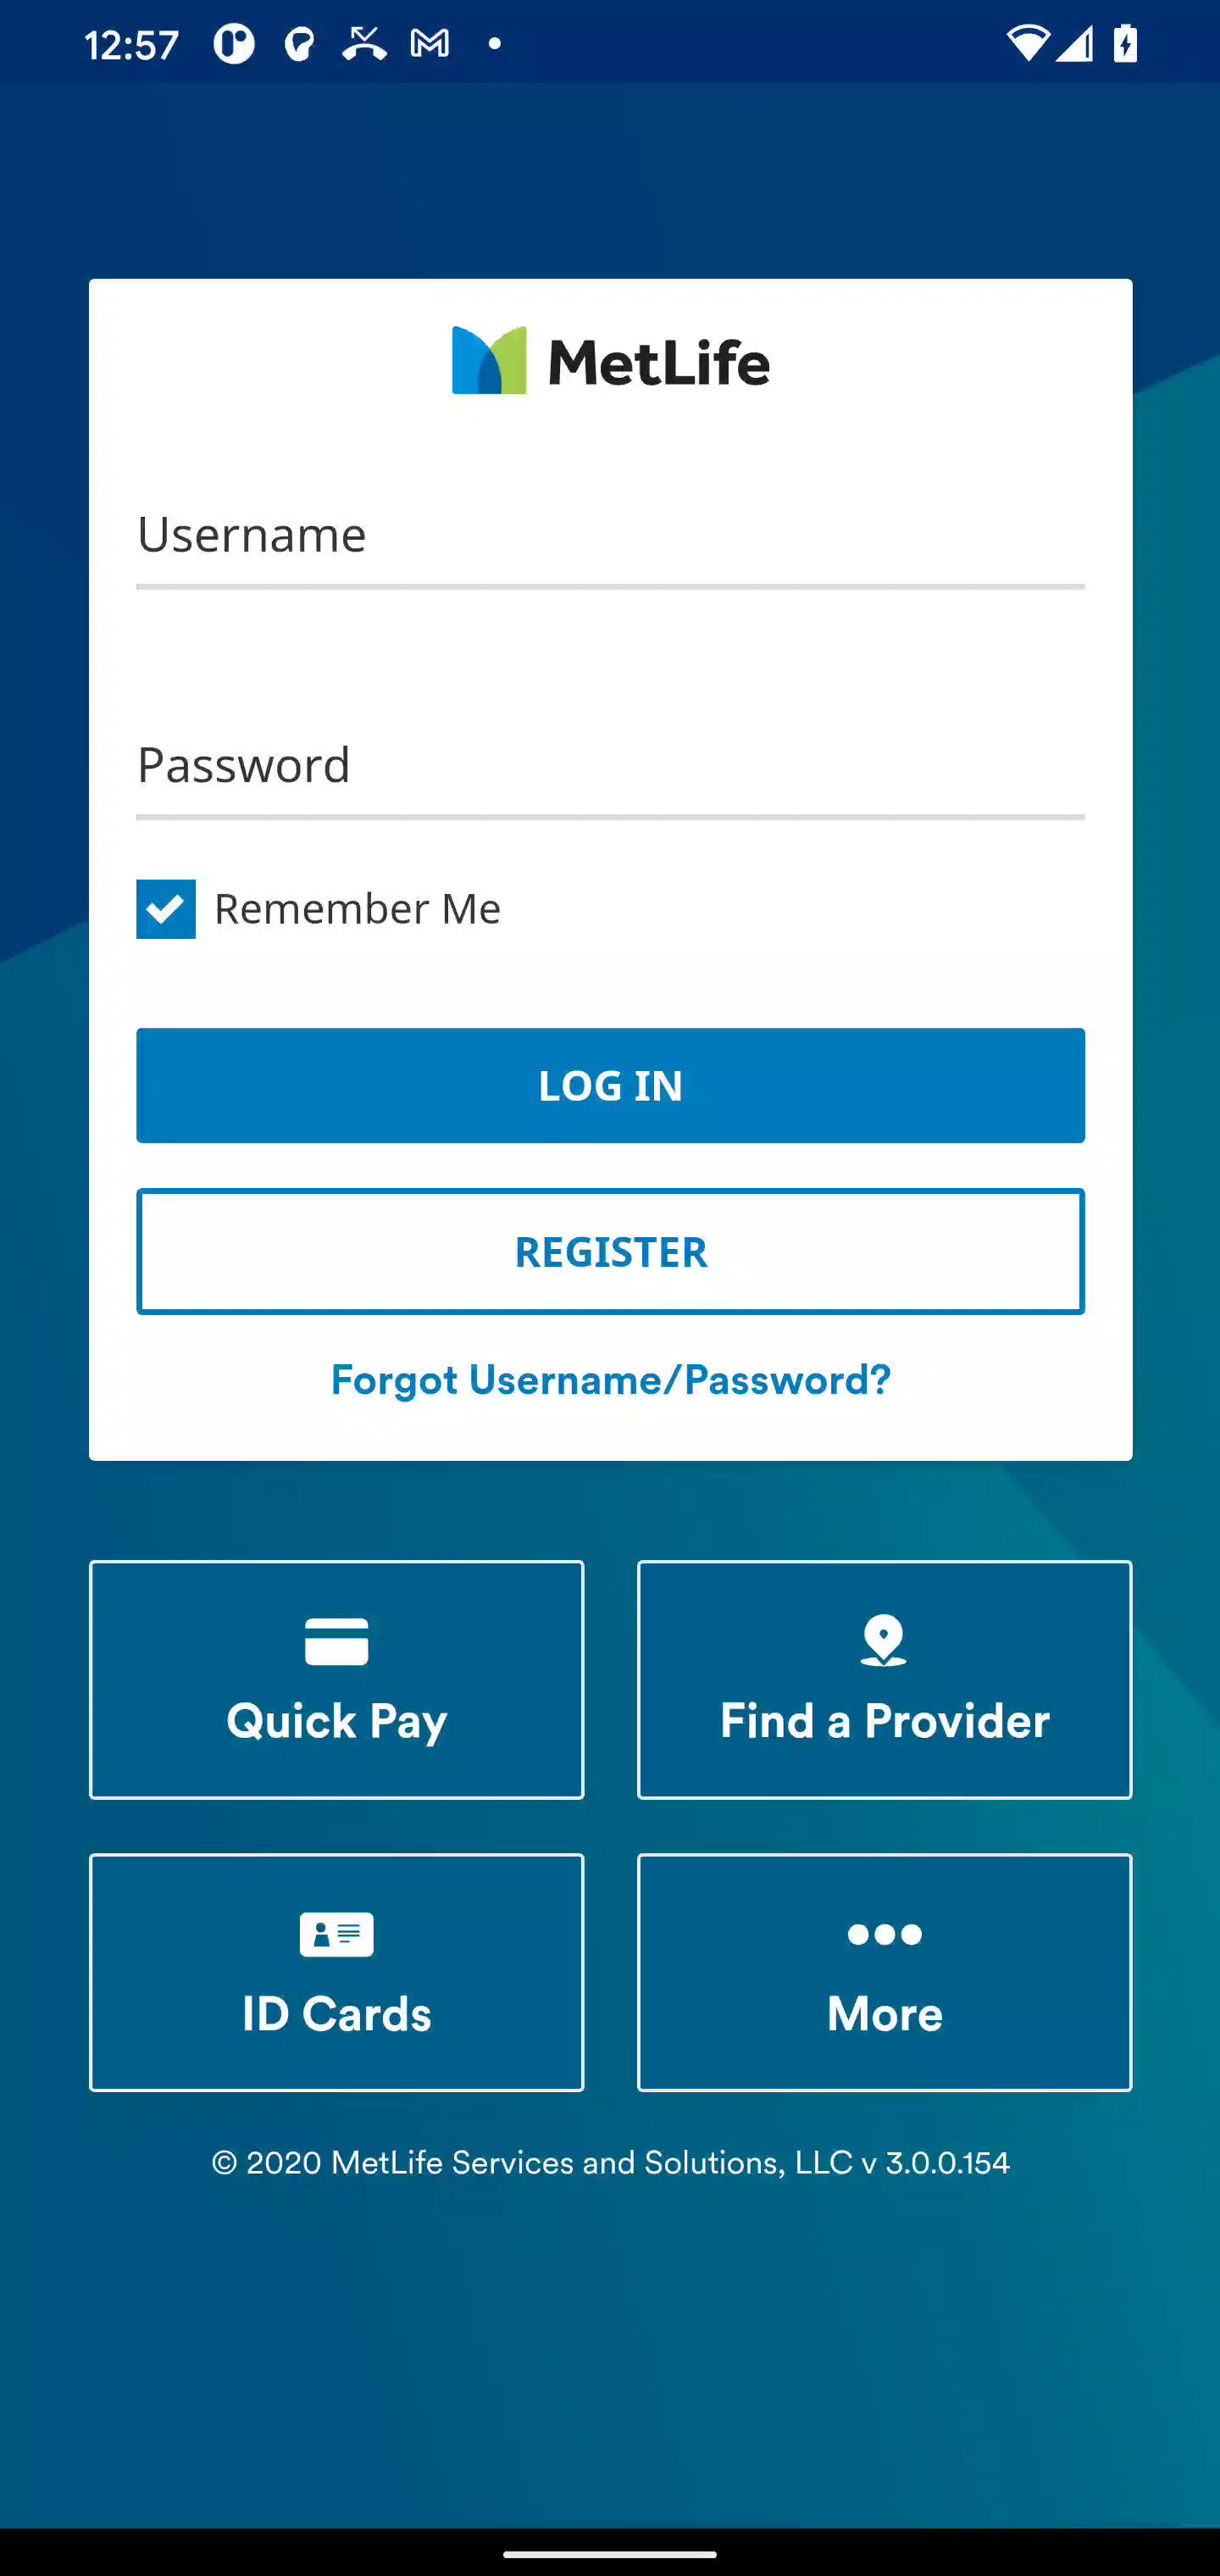 12:57
MetLife
Username
Password
Remember Me
LOG IN
REGISTER
Forgot Username/Password?
Quick Pay
Find a Provider
ID Cards
More
© 2020 MetLife Services and Solutions, LLC v 3.0.0.154